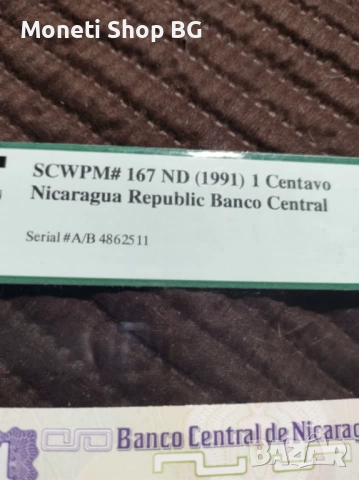 Moneti Shop BG
SCWPM# 167 ND (1991) 1 Centavo
Nicaragua Republic Banco Central
Serial #A/B 4862511
Banco Central de Nicarag
BAZAR